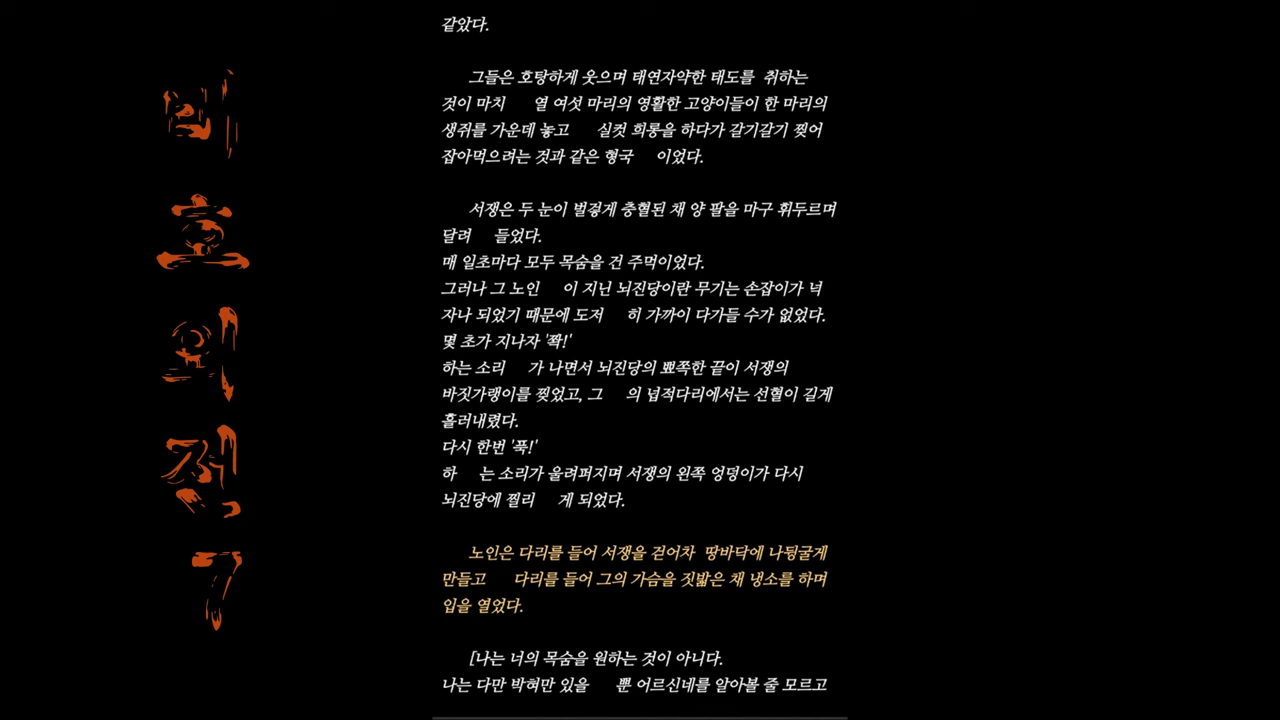 비
호
외
전
7
같았다.
그들은 호탕하게 웃으며 태연자약한 태도를 취하는
것이 마치 열 여섯 마리의 영활한 고양이들이 한 마리의
생쥐를 가운데 놓고 실컷 희롱을 하다가 갈기갈기 찢어
잡아먹으려는 것과 같은 형국 이었다.
서쟁은 두 눈이 벌겋게 충혈된 채 양 팔을 마구 휘두르며
달려 들었다.
매 일초마다 모두 목숨을 건 주먹이었다.
그러나 그 노인 이 지닌 뇌진당이란 무기는 손잡이가 넉
자나 되었기 때문에 도저 히 가까이 다가들 수가 없었다.
몇 초가 지나자 '쫙!'
하는 소리 가 나면서 뇌진당의 뾰쪽한 끝이 서쟁의
바짓가랭이를 찢었고, 그 의 넙적다리에서는 선혈이 길게
흘러내렸다.
다시 한번 '푹!'
하 는 소리가 울려퍼지며 서쟁의 왼쪽 엉덩이가 다시
뇌진당에 찔리 게 되었다.
노인은 다리를 들어 서쟁을 걷어차 땅바닥에 나뒹굴게
만들고 다리를 들어 그의 가슴을 짓밟은 채 냉소를 하며
입을 열었다.
[나는 너의 목숨을 원하는 것이 아니다.
나는 다만 박혀만 있을 뿐 어르신네를 알아볼 줄 모르고